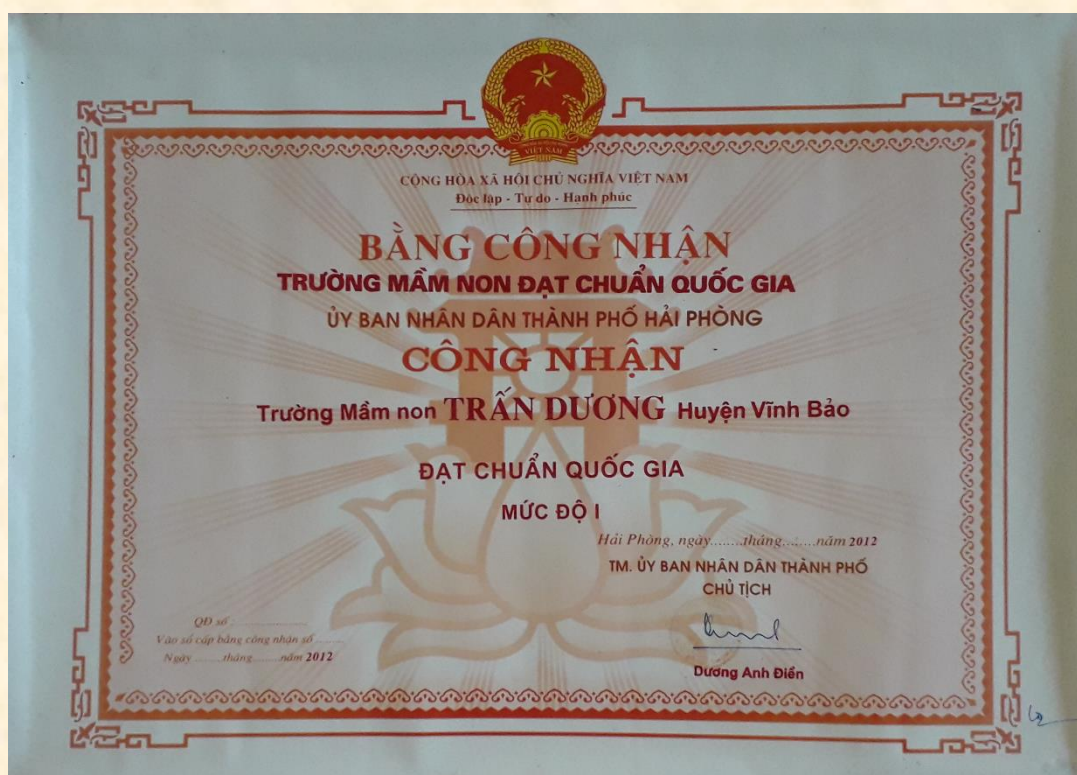 VIỆT NAM
CỘNG HÒA XÃ HỘI CHỦ NGHĨA VIỆT NAM
Độc lập - Tự do - Hạnh phúc
BẰNG CÔNG NHẬN
TRƯỜNG MẦM NON ĐẠT CHUẨN QUỐC GIA
ỦY BAN NHÂN DÂN THÀNH PHỐ HẢI PHÒNG
CÔNG NHẬN
Trường Mầm non TRẤN DƯƠNG Huyện Vĩnh Bảo
ĐẠT CHUẨN QUỐC GIA
MỨC ĐỘ I
Hải Phòng, ngày........tháng........năm 2012
TM. ỦY BAN NHÂN DÂN THÀNH PHỐ
CHỦ TỊCH
QĐ số ....................
Vào sổ cấp bằng công nhận số ........
Ngày ........tháng ........năm 2012
Dương Anh Điền